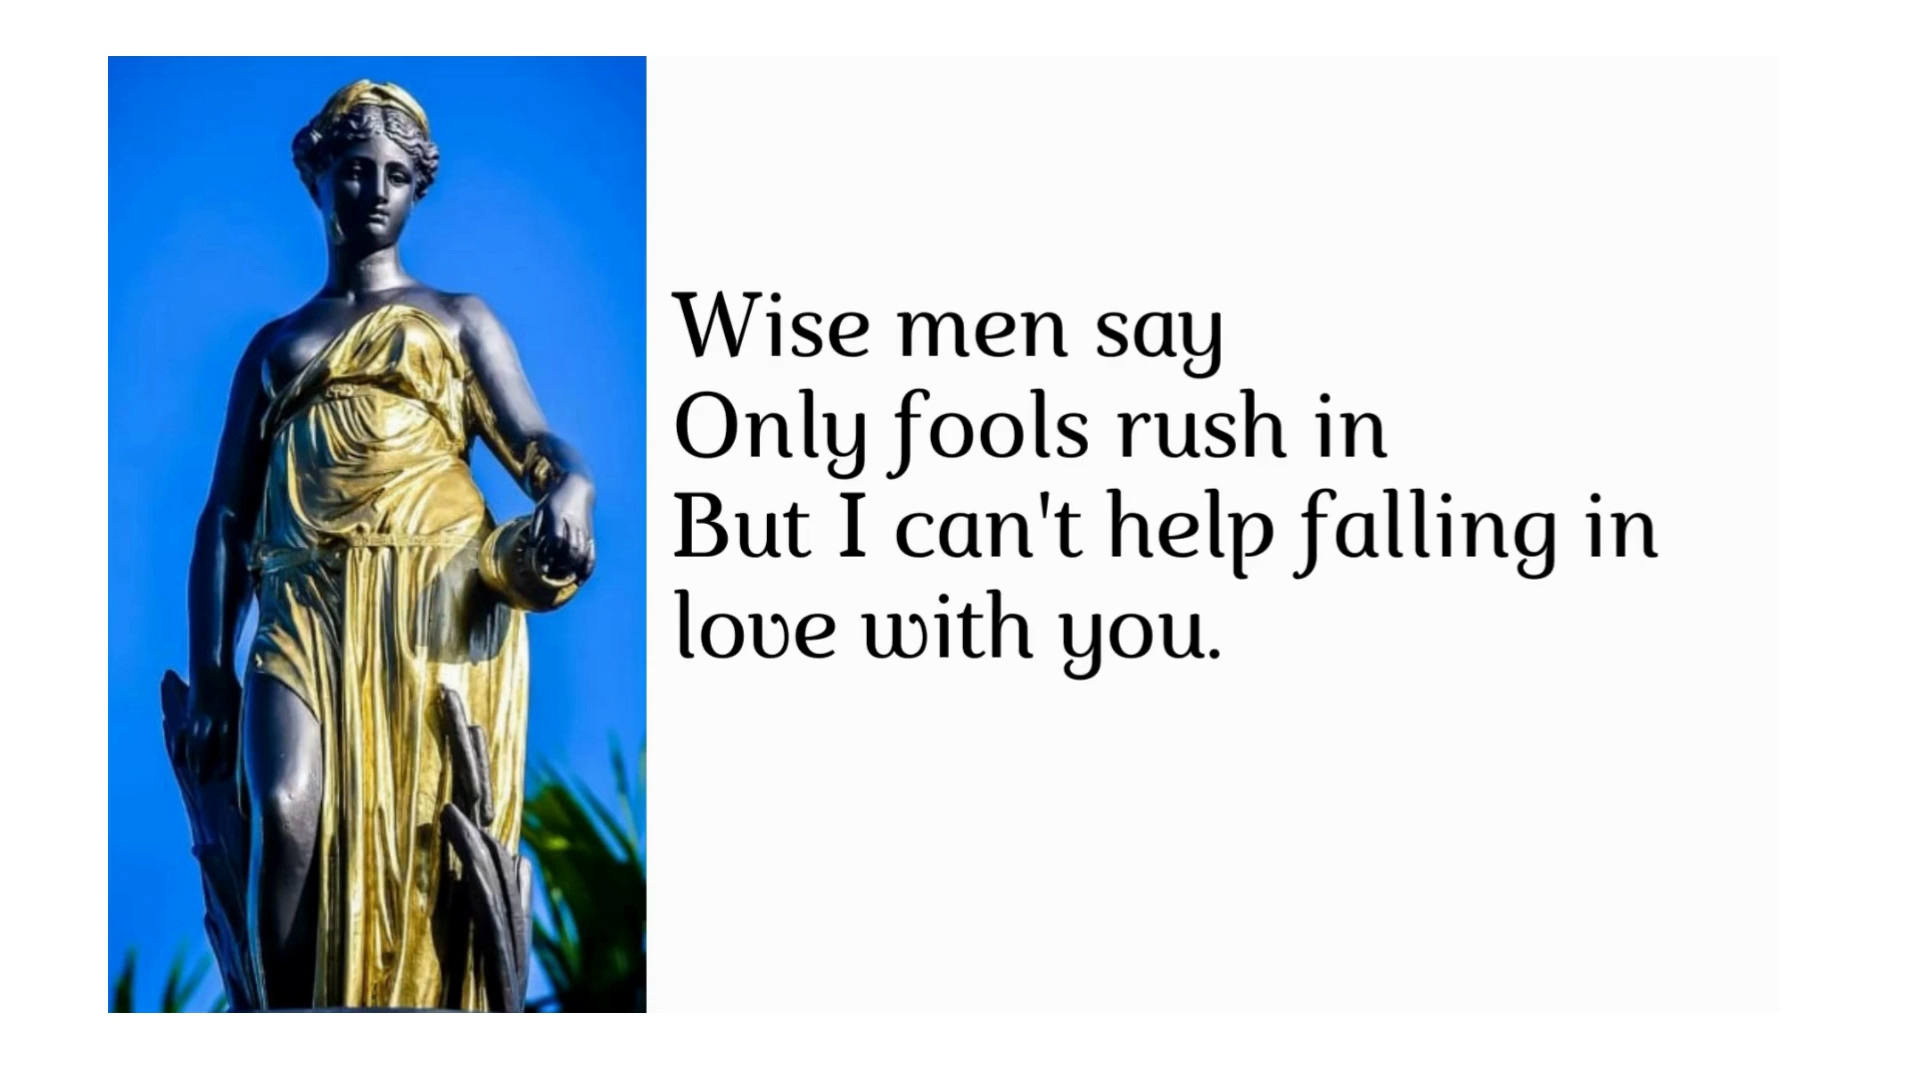 Wise men say
Only fools rush in
But I can't help falling in
love with you.